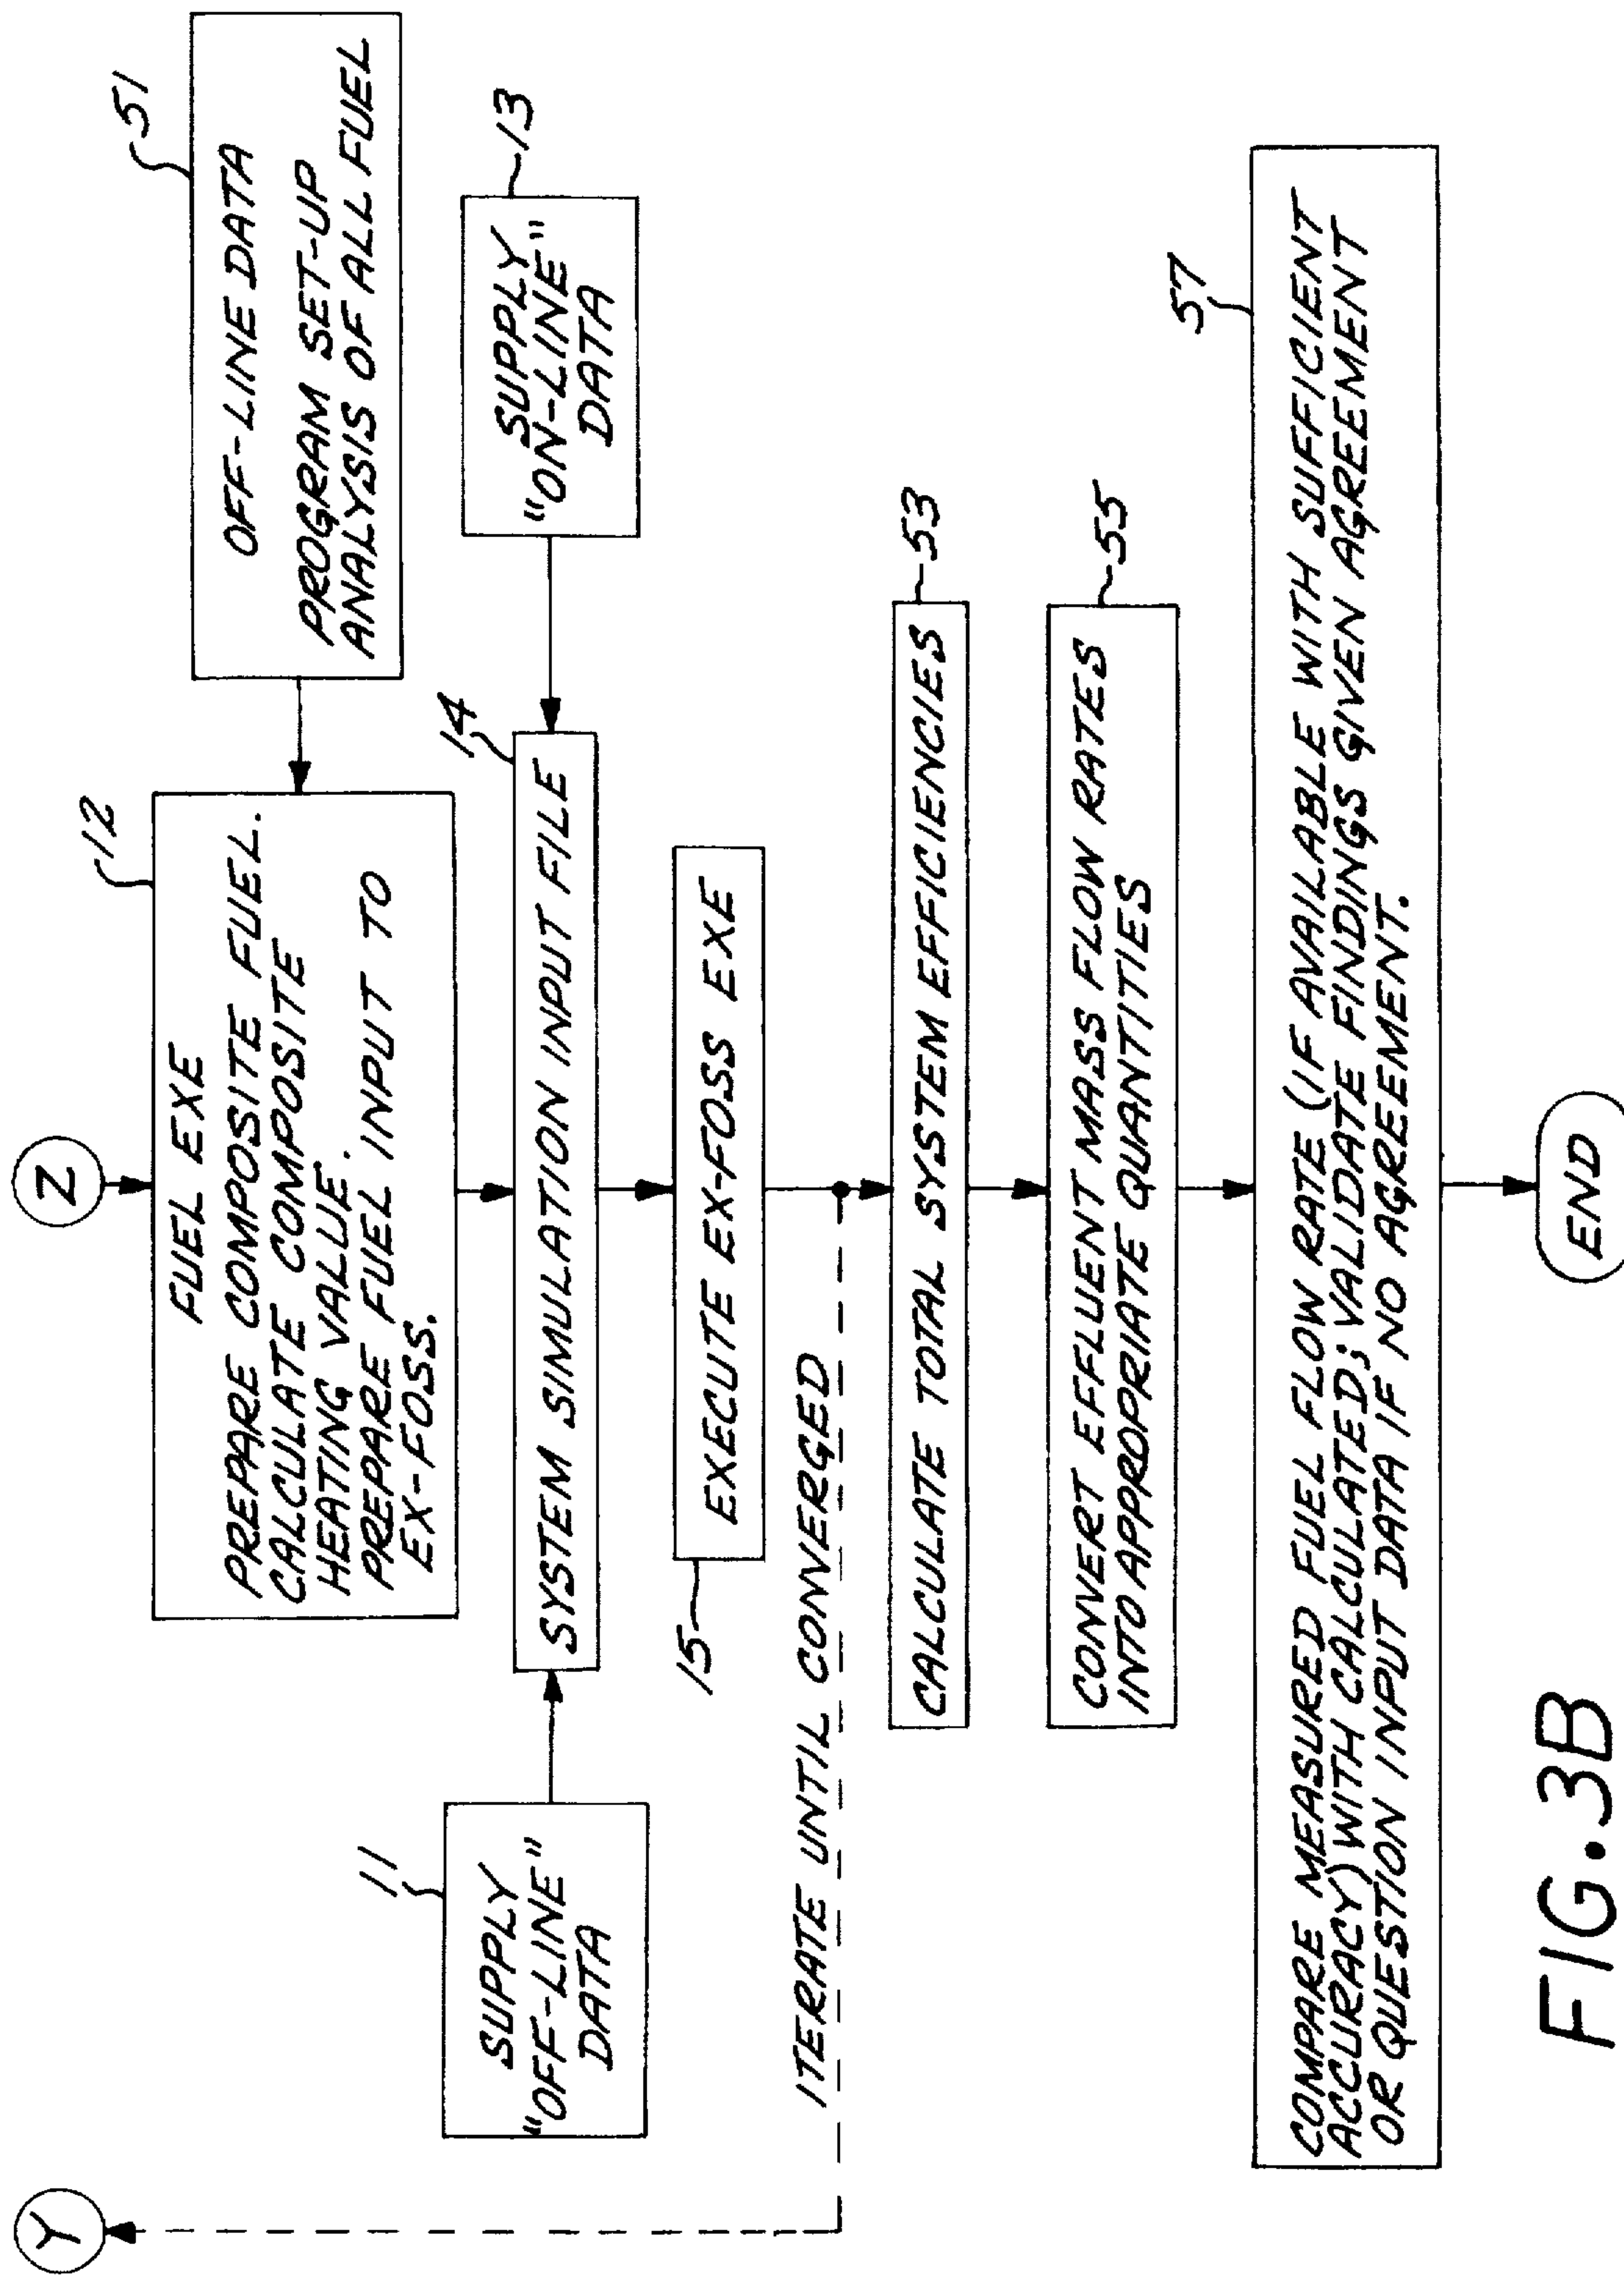 Z
12
FUEL EXE
PREPARE COMPOSITE FUEL.
CALCULATE COMPOSITE
HEATING VALUE.
PREPARE FUEL INPUT TO
EX-FOSS.
51
OFF-LINE DATA
PROGRAM SET-UP
ANALYSIS OF ALL FUEL
11
SUPPLY
"OFF-LINE"
DATA
14
SYSTEM SIMULATION INPUT FILE
13
SUPPLY
"ON-LINE"
DATA
15
EXECUTE EX-FOSS EXE
Y
ITERATE UNTIL CONVERGED
53
CALCULATE TOTAL SYSTEM EFFICIENCIES
55
CONVERT EFFLUENT MASS FLOW RATES
INTO APPROPRIATE QUANTITIES
57
COMPARE MEASURED FUEL FLOW RATE (IF AVAILABLE WITH SUFFICIENT
ACCURACY) WITH CALCULATED; VALIDATE FINDINGS GIVEN AGREEMENT
OR QUESTION INPUT DATA IF NO AGREEMENT.
END
FIG.3B